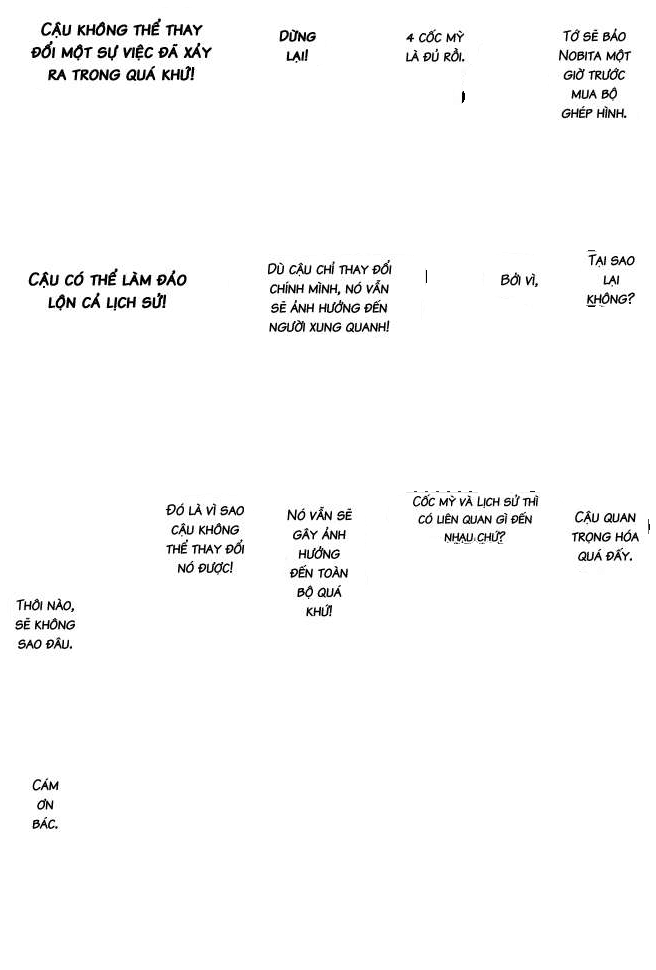 TỚ SẼ BẢO
NOBITA MỘT
GIỜ TRƯỚC
MUA BỘ
GHÉP HÌNH.
4 CỐC MỲ
LÀ ĐỦ RỒI.
DỪNG
LẠI!
CẬU KHÔNG THỂ THAY
ĐỔI MỘT SỰ VIỆC ĐÃ XẢY
RA TRONG QUÁ KHỨ!
TẠI SAO
LẠI
KHÔNG?
BỞI VÌ,
DÙ CẬU CHỈ THAY ĐỔI
CHÍNH MÌNH, NÓ VẪN
SẼ ẢNH HƯỞNG ĐẾN
NGƯỜI XUNG QUANH!
CẬU CÓ THỂ LÀM ĐẢO
LỘN CẢ LỊCH SỬ!
CẬU QUAN
TRỌNG HÓA
QUÁ ĐẤY.
CỐC MỲ VÀ LỊCH SỬ THÌ
CÓ LIÊN QUAN GÌ ĐẾN
NHAU CHỨ?
NÓ VẪN SẼ
GÂY ẢNH
HƯỞNG
ĐẾN TOÀN
BỘ QUÁ
KHỨ!
ĐÓ LÀ VÌ SAO
CẬU KHÔNG
THỂ THAY ĐỔI
NÓ ĐƯỢC!
THÔI NÀO,
SẼ KHÔNG
SAO ĐÂU.
CÁM
ƠN
BÁC.